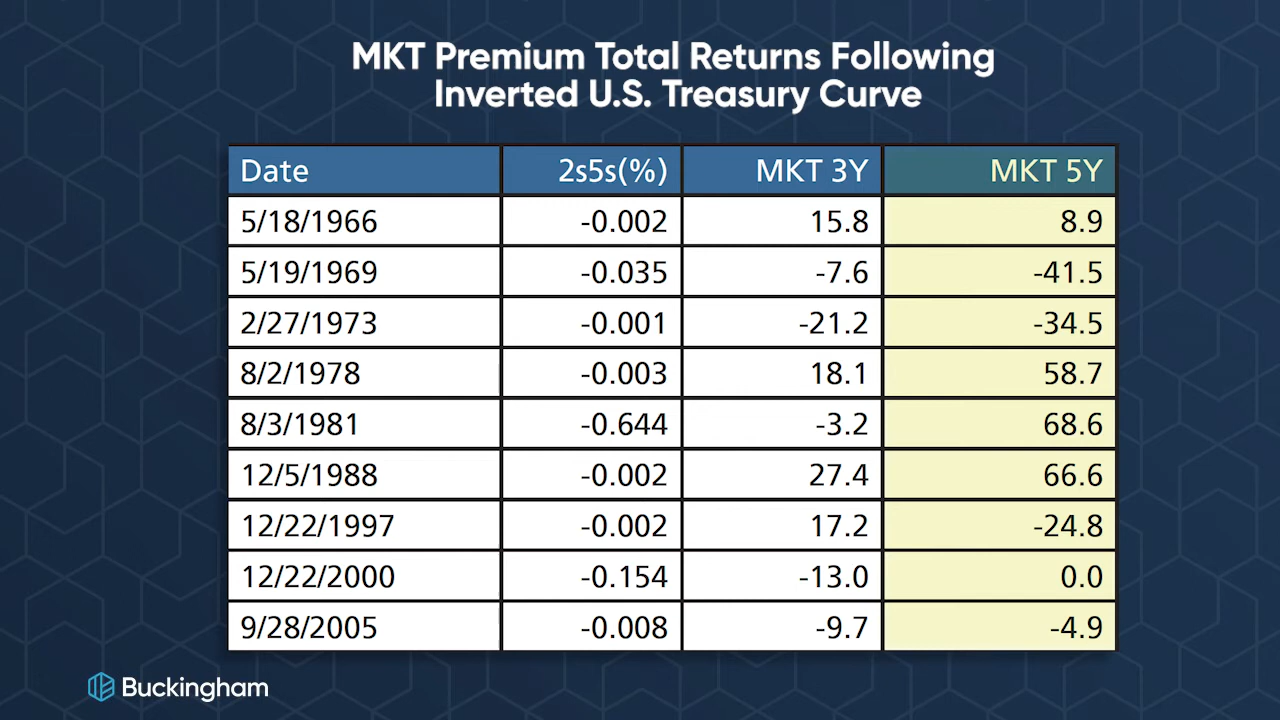 MKT Premium Total Returns Following
Inverted U.S. Treasury Curve
Date 2s5s(%) MKT 3Y MKT 5Y
5/18/1966 -0.002 15.8 8.9
5/19/1969 -0.035 -7.6 -41.5
2/27/1973 -0.001 -21.2 -34.5
8/2/1978 -0.003 18.1 58.7
8/3/1981 -0.644 -3.2 68.6
12/5/1988 -0.002 27.4 66.6
12/22/1997 -0.002 17.2 -24.8
12/22/2000 -0.154 -13.0 0.0
9/28/2005 -0.008 -9.7 -4.9
Buckingham